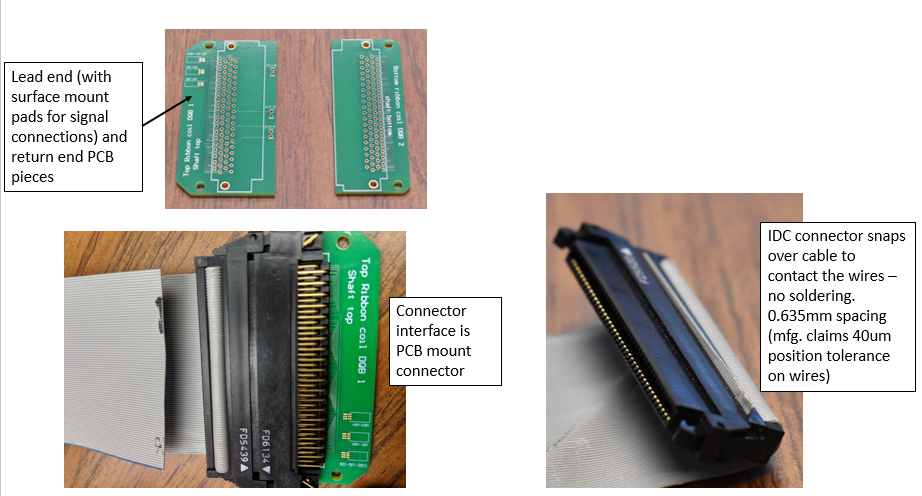 Lead end (with
surface mount
pads for signal
connections) and
return end PCB
pieces
Top Ribbon coil DQB 1
Shaft top
Bottom ribbon coil DQB 2
shaft bottom
Top Ribbon coil DQB 1
Shaft top
FD5439
FD6134
Connector
interface is
PCB mount
connector
IDC connector snaps
over cable to
contact the wires –
no soldering.
0.635mm spacing
(mfg. claims 40um
position tolerance
on wires)